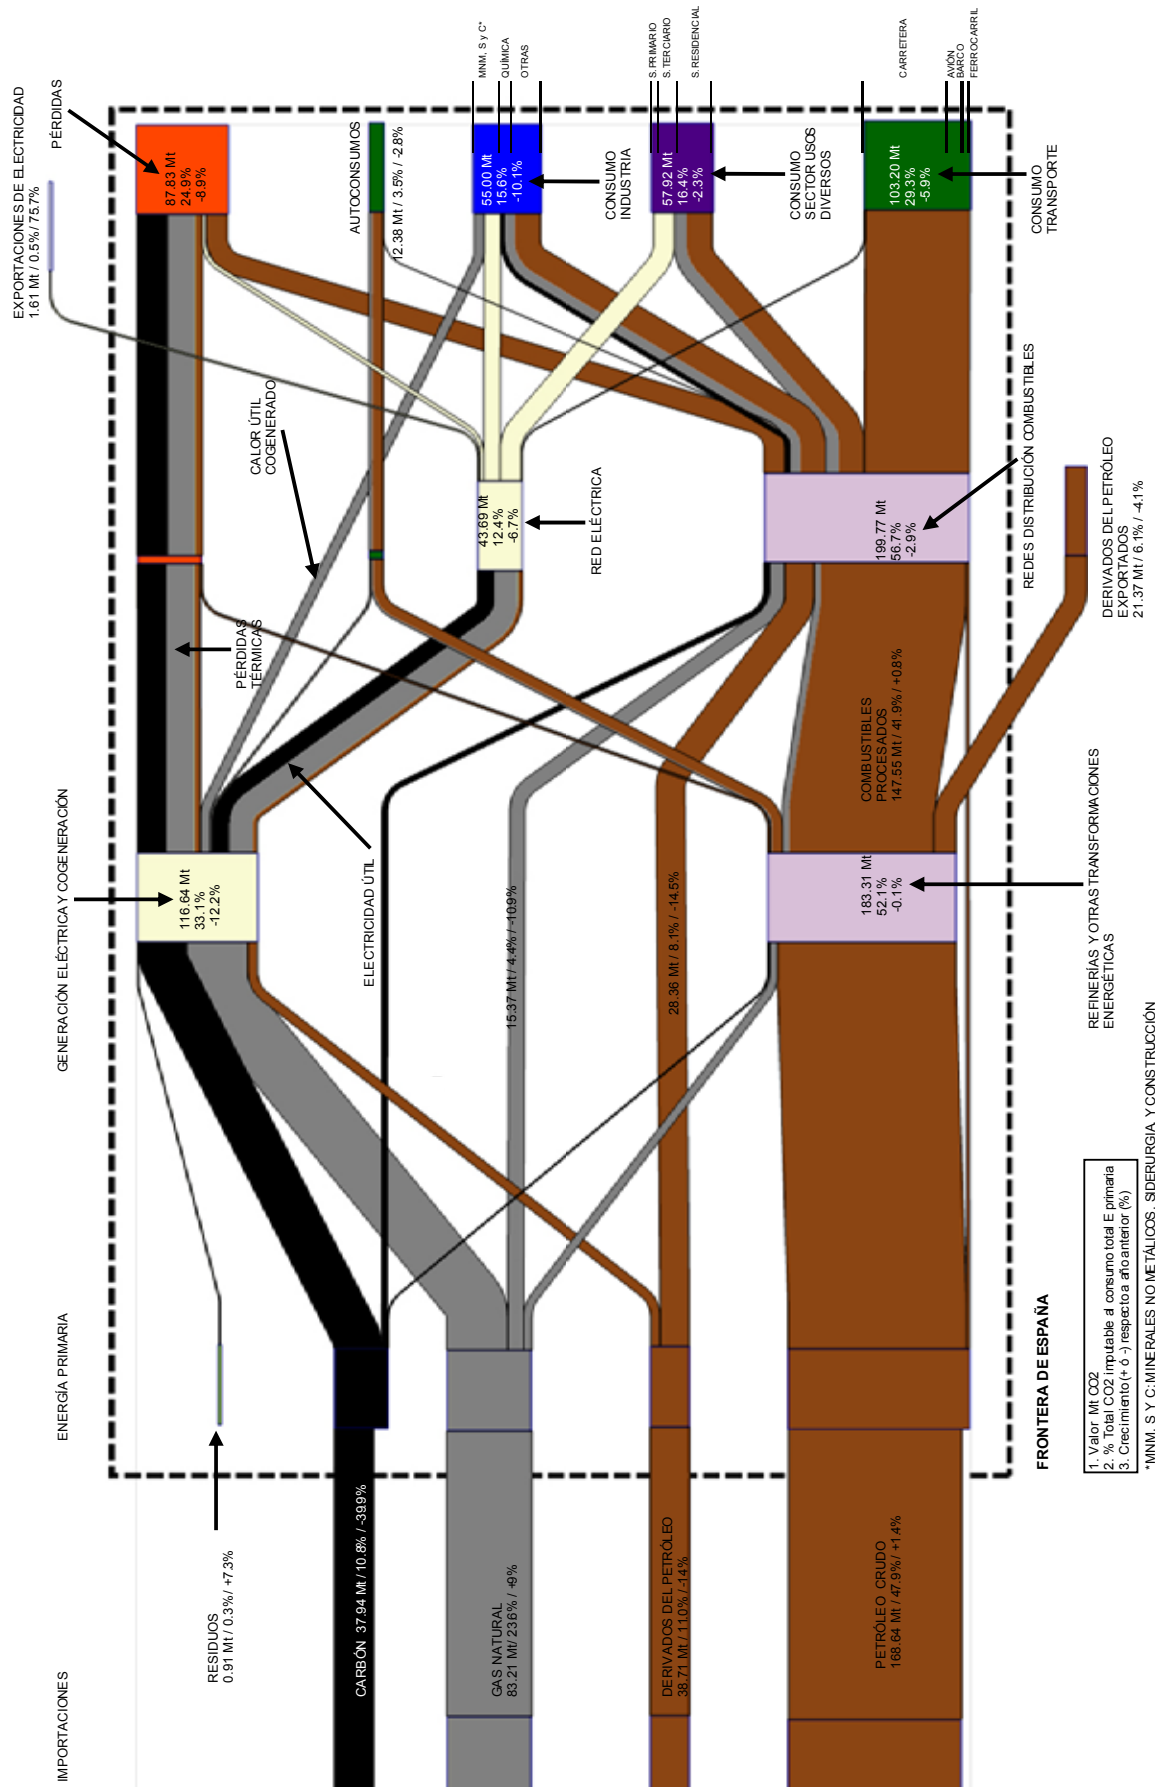 IMPORTACIONES
ENERGÍA PRIMARIA
GENERACIÓN ELÉCTRICA Y COGENERACIÓN
EXPORTACIONES DE ELECTRICIDAD
1.61 Mt / 0.5% / 75.7%
PÉRDIDAS
RESIDUOS
0.91 Mt / 0.3% / +7.3%
116.64 Mt
33.1%
-12.2%
PÉRDIDAS
TÉRMICAS
CALOR ÚTIL
COGENERADO
87.83 Mt
24.9%
-8.9%
CARBÓN 37.94 Mt / 10.8% / -39.9%
ELECTRICIDAD ÚTIL
AUTOCONSUMOS
12.38 Mt / 3.5% / -2.8%
GAS NATURAL
83.21 Mt / 23.6% / +9%
15.37 Mt / 4.4% / -10.9%
43.69 Mt
12.4%
-6.7%
RED ELÉCTRICA
55.00 Mt
15.6%
-10.1%
MNM, S y C*
QUÍMICA
OTRAS
CONSUMO
INDUSTRIA
DERIVADOS DEL PETRÓLEO
38.71 Mt / 11.0% / -14%
28.36 Mt / 8.1% / -14.5%
57.92 Mt
16.4%
-2.3%
S. PRIMARIO
S. TERCIARIO
S. RESIDENCIAL
CONSUMO
SECTOR USOS
DIVERSOS
PETRÓLEO CRUDO
168.64 Mt / 47.9% / +1.4%
183.31 Mt
52.1%
-0.1%
COMBUSTIBLES
PROCESADOS
147.55 Mt / 41.9% / +0.8%
199.77 Mt
56.7%
-2.9%
103.20 Mt
29.3%
-5.9%
CARRETERA
AVIÓN
BARCO
FERROCARRIL
CONSUMO
TRANSPORTE
REDES DISTRIBUCIÓN COMBUSTIBLES
FRONTERA DE ESPAÑA
REFINERÍAS Y OTRAS TRANSFORMACIONES
ENERGÉTICAS
DERIVADOS DEL PETRÓLEO
EXPORTADOS
21.37 Mt / 6.1% / -4.1%
1. Valor Mt CO2
2. % Total CO2 imputable al consumo total E primaria
3. Crecimiento (+ ó -) respecto a año anterior (%)
*MNM, S Y C: MINERALES NO METÁLICOS, SIDERURGIA Y CONSTRUCCIÓN